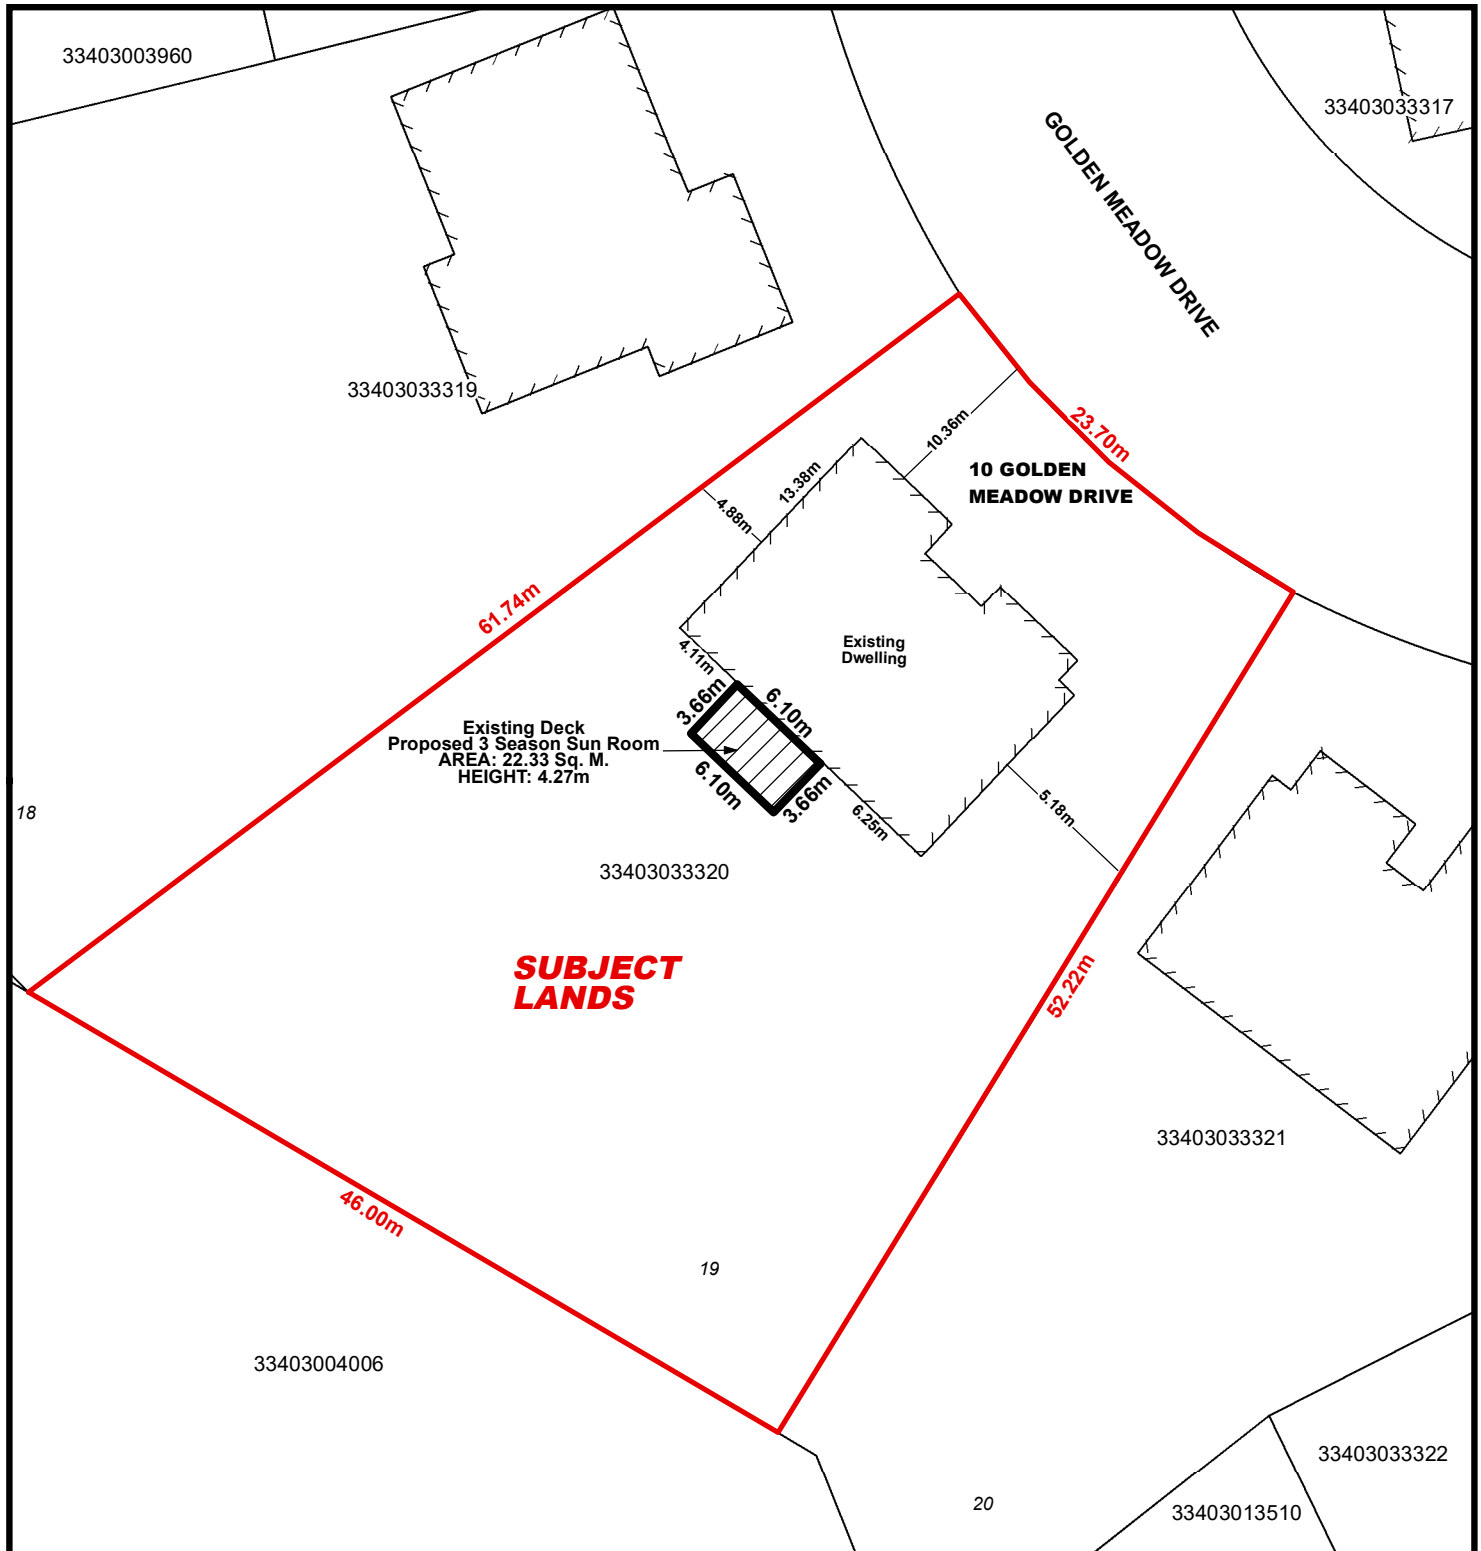 33403003960
33403033317
GOLDEN MEADOW DRIVE
33403033319
10.36m
23.70m
10 GOLDEN
MEADOW DRIVE
13.38m
4.88m
61.74m
Existing
Dwelling
4.11m
3.66m
6.10m
Existing Deck
Proposed 3 Season Sun Room
AREA: 22.33 Sq. M.
HEIGHT: 4.27m
6.10m
3.66m
6.25m
5.18m
18
33403033320
SUBJECT
LANDS
52.22m
33403033321
46.00m
19
33403004006
33403033322
20
33403013510